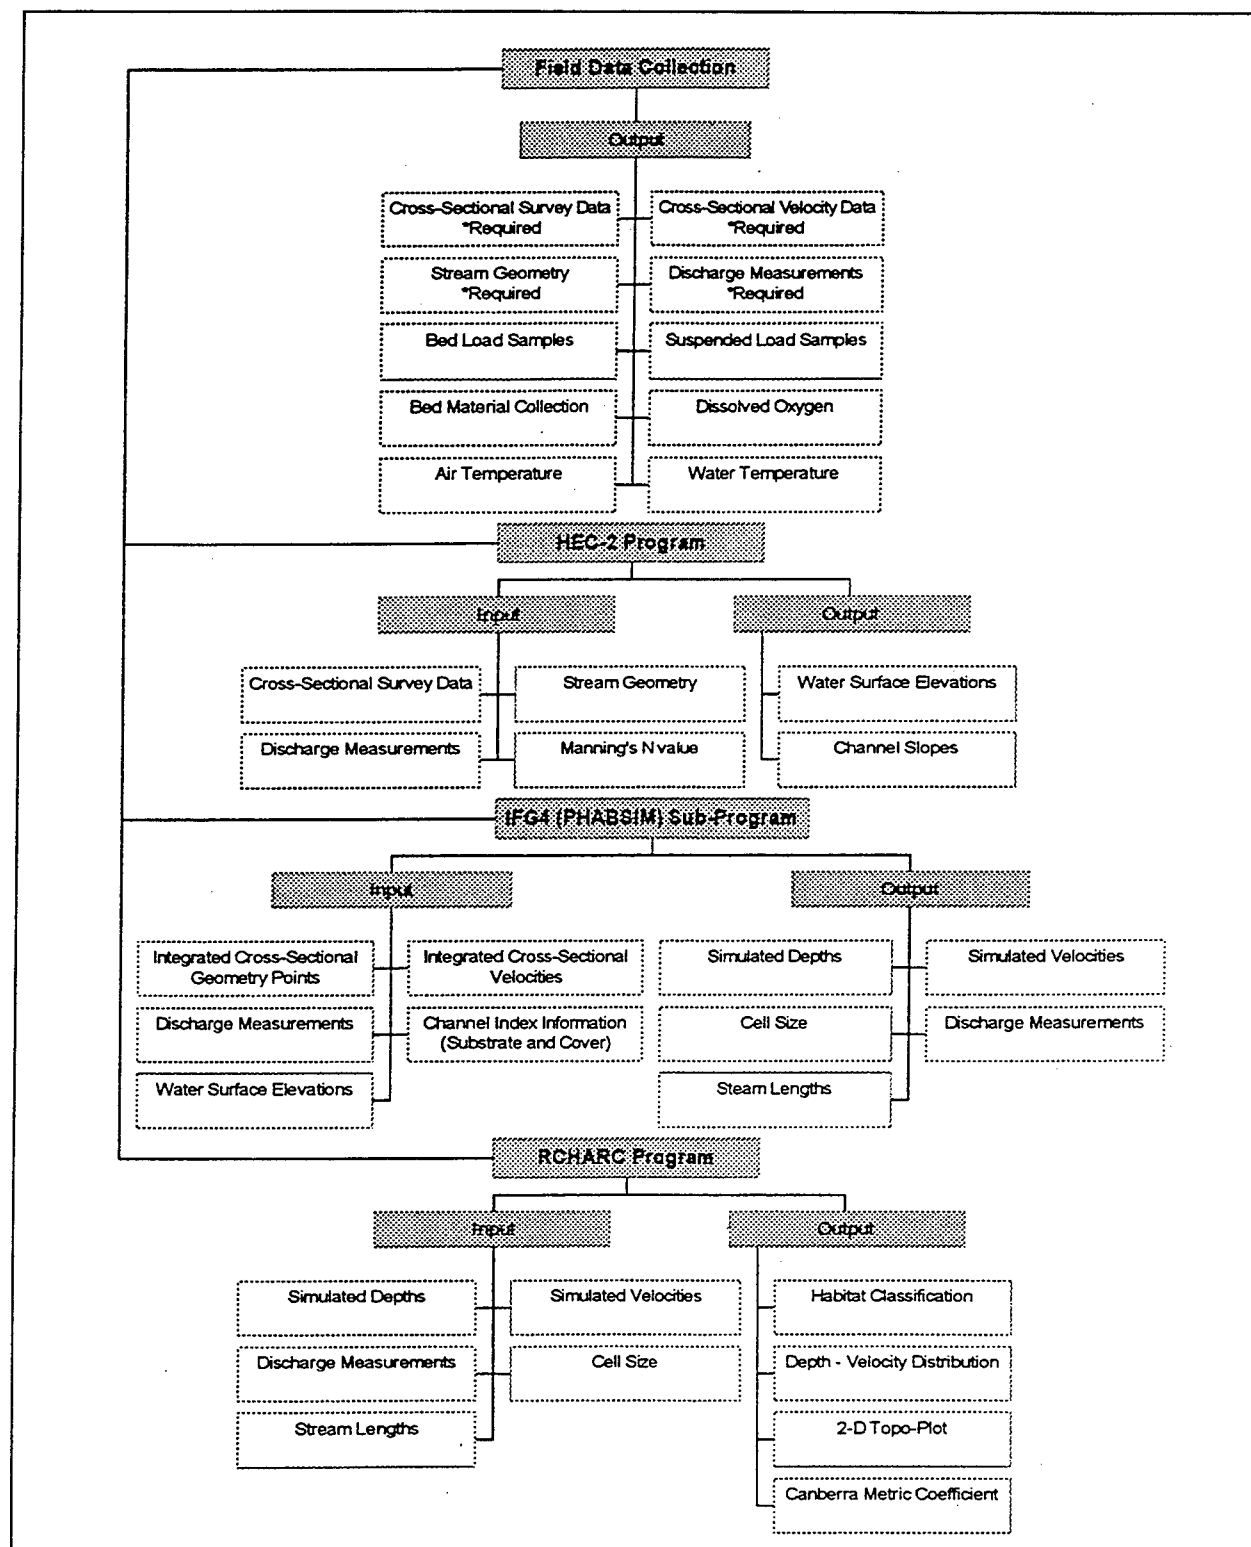 Field Data Collection
Output
Cross-Sectional Survey Data
*Required
Cross-Sectional Velocity Data
*Required
Stream Geometry
*Required
Discharge Measurements
*Required
Bed Load Samples
Suspended Load Samples
Bed Material Collection
Dissolved Oxygen
Air Temperature
Water Temperature
HEC-2 Program
Input
Output
Cross-Sectional Survey Data
Stream Geometry
Water Surface Elevations
Discharge Measurements
Manning's N value
Channel Slopes
IFG4 (PHABSIM) Sub-Program
Input
Output
Integrated Cross-Sectional
Geometry Points
Integrated Cross-Sectional
Velocities
Simulated Depths
Simulated Velocities
Discharge Measurements
Channel Index Information
(Substrate and Cover)
Cell Size
Discharge Measurements
Water Surface Elevations
Steam Lengths
RCHARC Program
Input
Output
Simulated Depths
Simulated Velocities
Habitat Classification
Discharge Measurements
Cell Size
Depth - Velocity Distribution
Stream Lengths
2-D Topo-Plot
Canberra Metric Coefficient